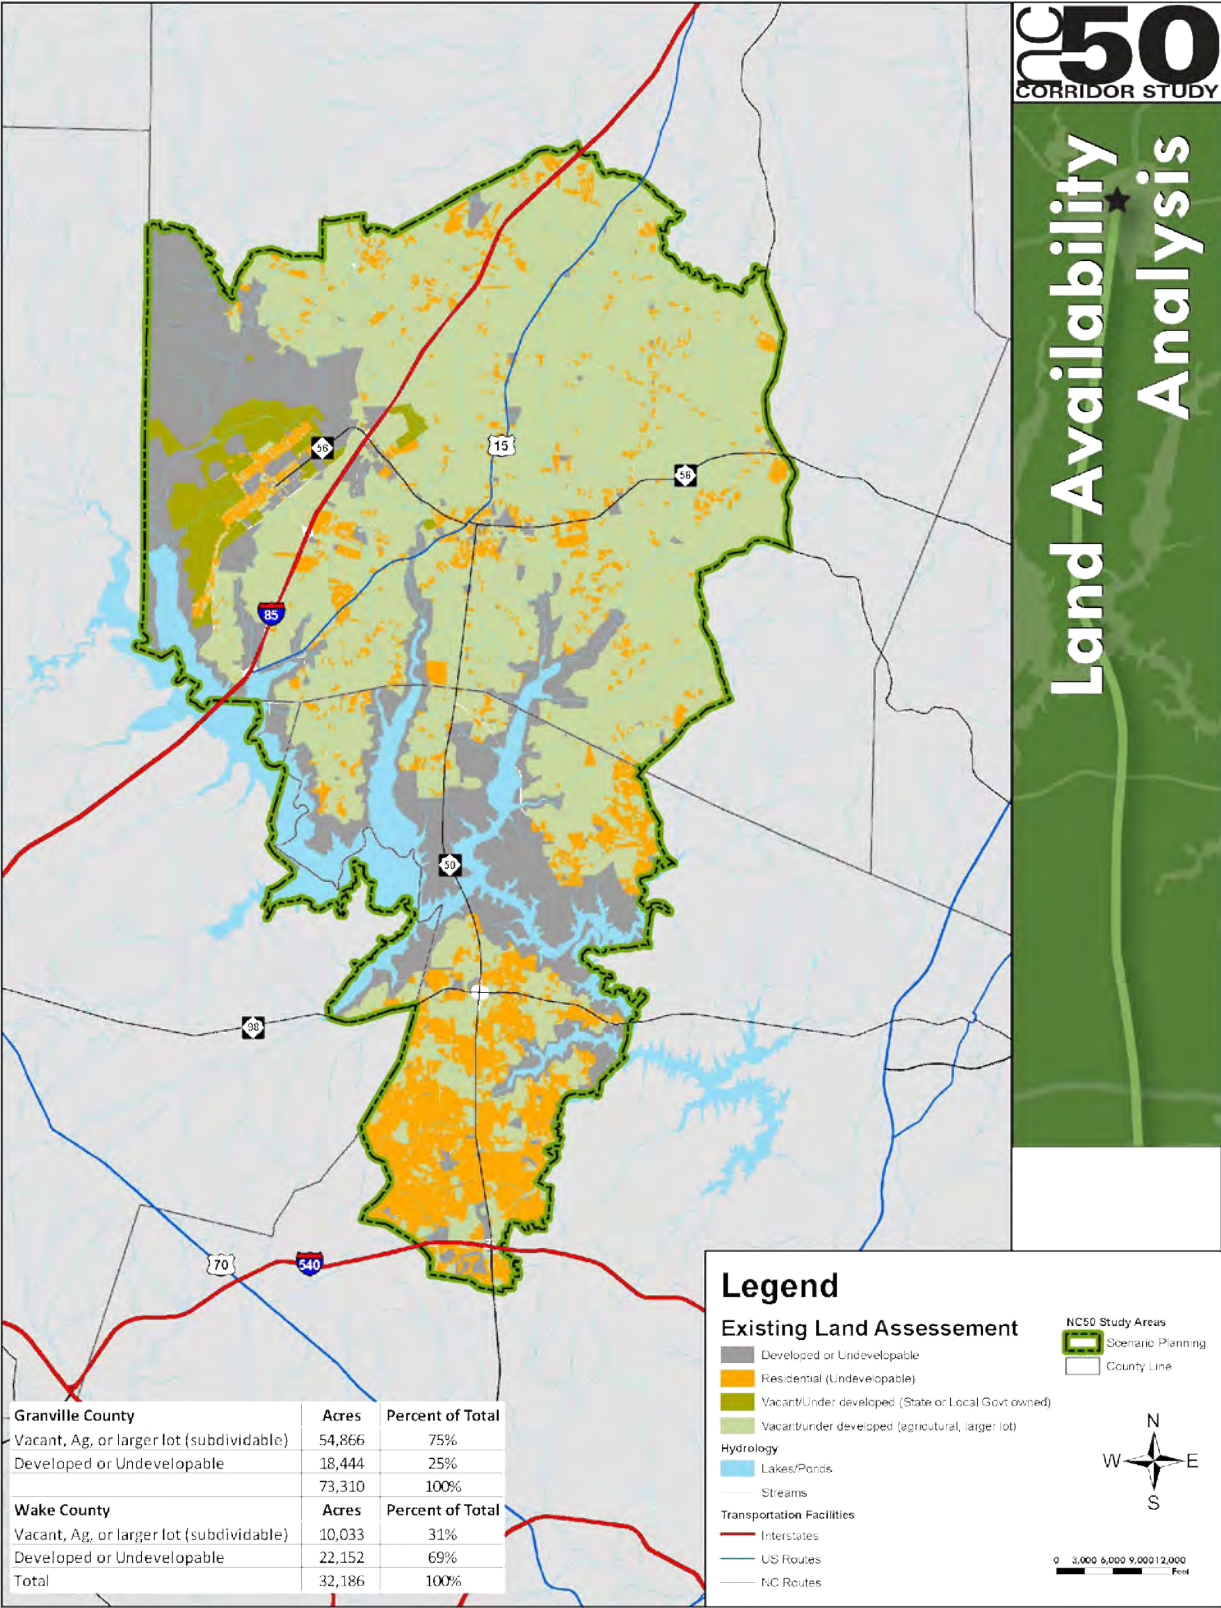 nc50
CORRIDOR STUDY
Land Availability
Analysis
56
15
56
85
50
98
70
540
Legend
Existing Land Assessement
Developed or Undevelopable
Residential (Undevelopable)
Vacant/Under developed (State or Local Govt owned)
Vacant/under developed (agricutural, larger lot)
Hydrology
Lakes/Ponds
Streams
Transportation Facilities
Interstates
US Routes
NC Routes
NC50 Study Areas
Scenario Planning
County Line
N
W E
S
0 3,000 6,000 9,000 12,000
Feet
Granville County Acres Percent of Total
Vacant, Ag, or larger lot (subdividable) 54,866 75%
Developed or Undevelopable 18,444 25%
73,310 100%
Wake County Acres Percent of Total
Vacant, Ag, or larger lot (subdividable) 10,033 31%
Developed or Undevelopable 22,152 69%
Total 32,186 100%